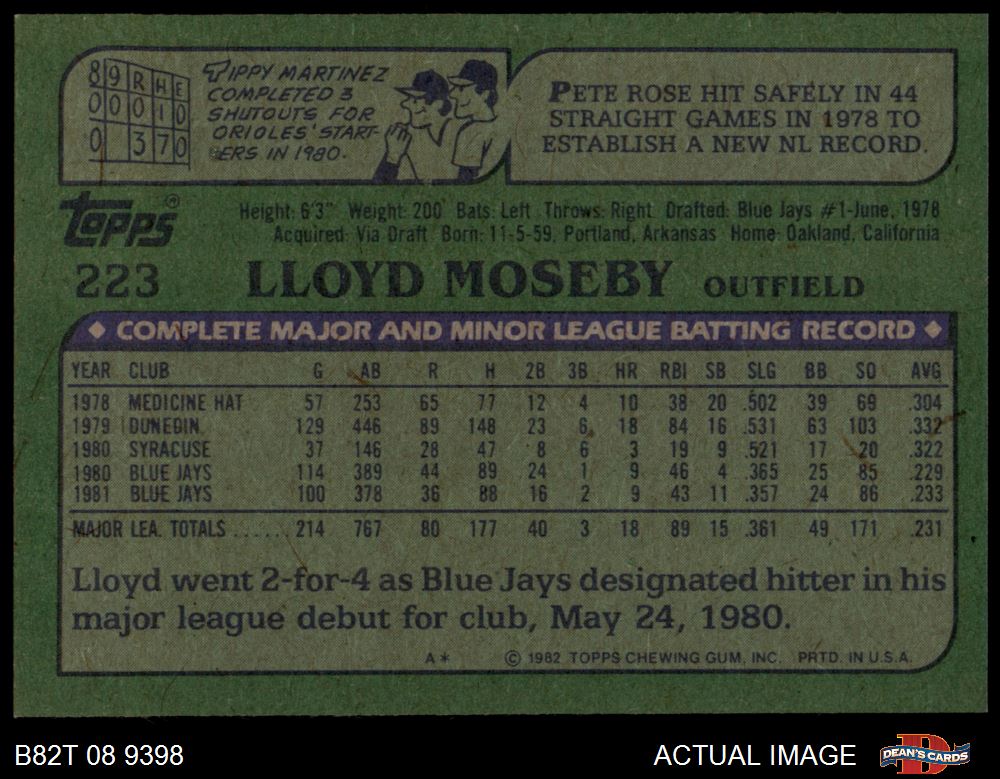 8 9 R H E
0 0 0 1 0
0 3 7 0
TIPPY MARTINEZ
COMPLETED 3
SHUTOUTS FOR
ORIOLES' START-
ERS IN 1980.
PETE ROSE HIT SAFELY IN 44
STRAIGHT GAMES IN 1978 TO
ESTABLISH A NEW NL RECORD.
topps®
Height: 6'3" Weight: 200 Bats: Left Throws: Right Drafted: Blue Jays #1-June, 1978
Acquired: Via Draft Born: 11-5-59, Portland, Arkansas Home: Oakland, California
223 LLOYD MOSEBY OUTFIELD
COMPLETE MAJOR AND MINOR LEAGUE BATTING RECORD
YEAR CLUB G AB R H 2B 3B HR RBI SB SLG BB SO AVG
1978 MEDICINE HAT 57 253 65 77 12 4 10 38 20 .502 39 69 .304
1979 DUNEDIN 129 446 89 148 23 6 18 84 16 .531 63 103 .332
1980 SYRACUSE 37 146 28 47 8 6 3 19 9 .521 17 20 .322
1980 BLUE JAYS 114 389 44 89 24 1 9 46 4 .365 25 85 .229
1981 BLUE JAYS 100 378 36 88 16 2 9 43 11 .357 24 86 .233
MAJOR LEA. TOTALS ...... 214 767 80 177 40 3 18 89 15 .361 49 171 .231
Lloyd went 2-for-4 as Blue Jays designated hitter in his
major league debut for club, May 24, 1980.
A* © 1982 TOPPS CHEWING GUM, INC. PRTD. IN U.S.A.
B82T 08 9398 ACTUAL IMAGE DEAN'S CARDS